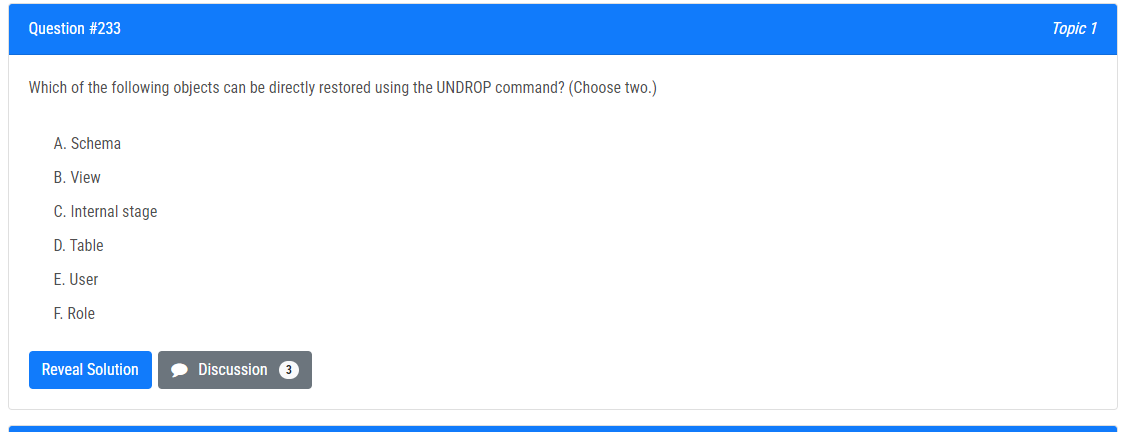 Question #233
Topic 1
Which of the following objects can be directly restored using the UNDROP command? (Choose two.)
A. Schema
B. View
C. Internal stage
D. Table
E. User
F. Role
Reveal Solution
Discussion 3